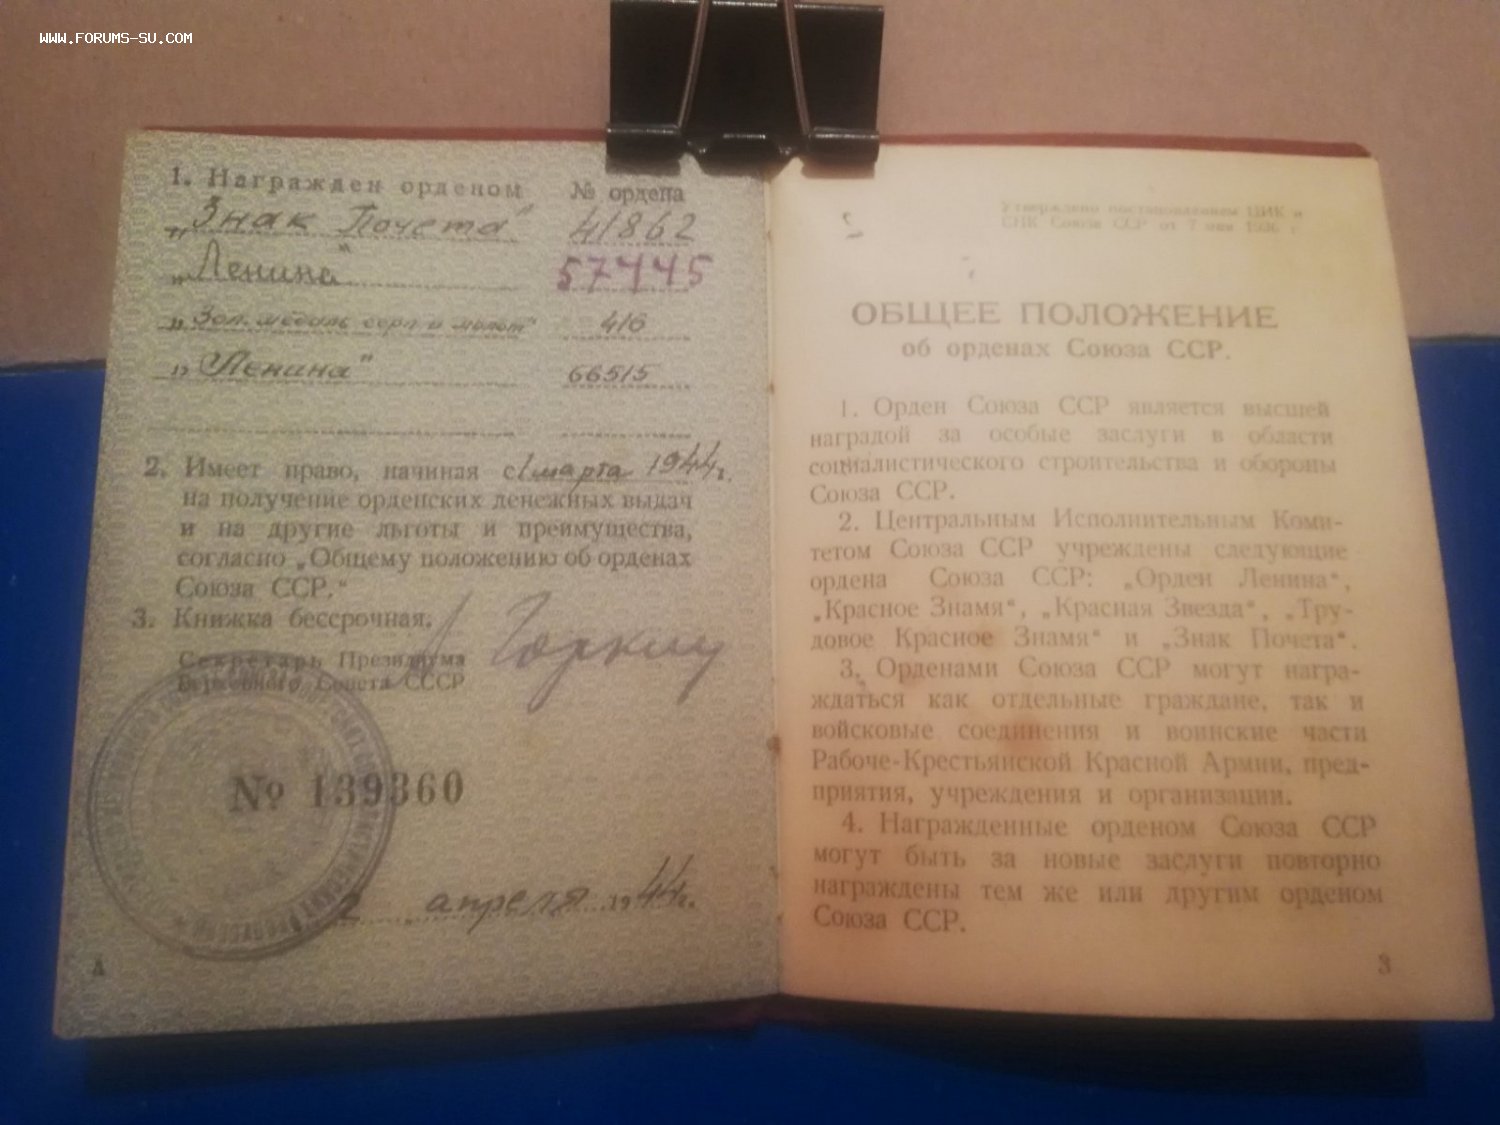 WWW.FORUMS-SU.COM
1. Награжден орденом № ордена
„Знак Почета" 41862
„Ленина" 57445
„Зол. медаль серп и молот" 416
„Ленина" 66515
2. Имеет право, начиная с 1 марта 1944 г.
на получение орденских денежных выдач
и на другие льготы и преимущества,
согласно „Общему положению об орденах
Союза ССР."
3. Книжка бессрочная.
Секретарь Президиума
Верховного Совета СССР
Горкин
№ 139360
2 апреля 1944 г.
А
Утверждено постановлением ЦИК и
СНК Союза ССР от 7 мая 1936 г.
ОБЩЕЕ ПОЛОЖЕНИЕ
об орденах Союза ССР.
1. Орден Союза ССР является высшей
наградой за особые заслуги в области
социалистического строительства и обороны
Союза ССР.
2. Центральным Исполнительным Коми-
тетом Союза ССР учреждены следующие
ордена Союза ССР: „Орден Ленина",
„Красное Знамя", „Красная Звезда", „Тру-
довое Красное Знамя" и „Знак Почета".
3. Орденами Союза ССР могут награ-
ждаться как отдельные граждане, так и
войсковые соединения и воинские части
Рабоче-Крестьянской Красной Армии, пред-
приятия, учреждения и организации.
4. Награжденные орденом Союза ССР
могут быть за новые заслуги повторно
награждены тем же или другим орденом
Союза ССР.
3